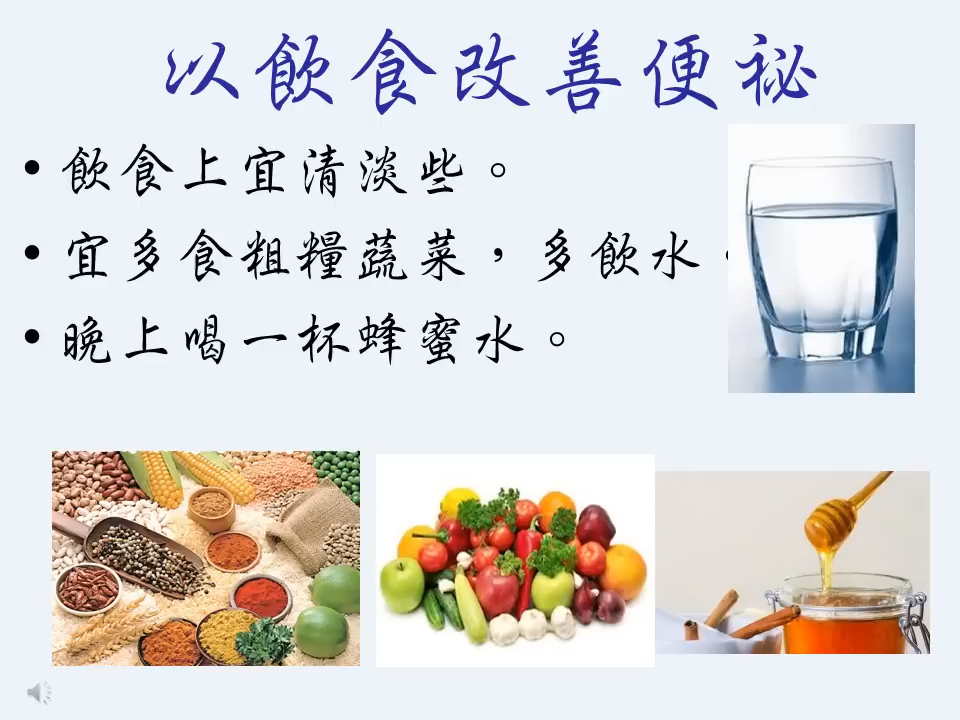 以飲食改善便祕
• 飲食上宜清淡些。
• 宜多食粗糧蔬菜，多飲水。
• 晚上喝一杯蜂蜜水。